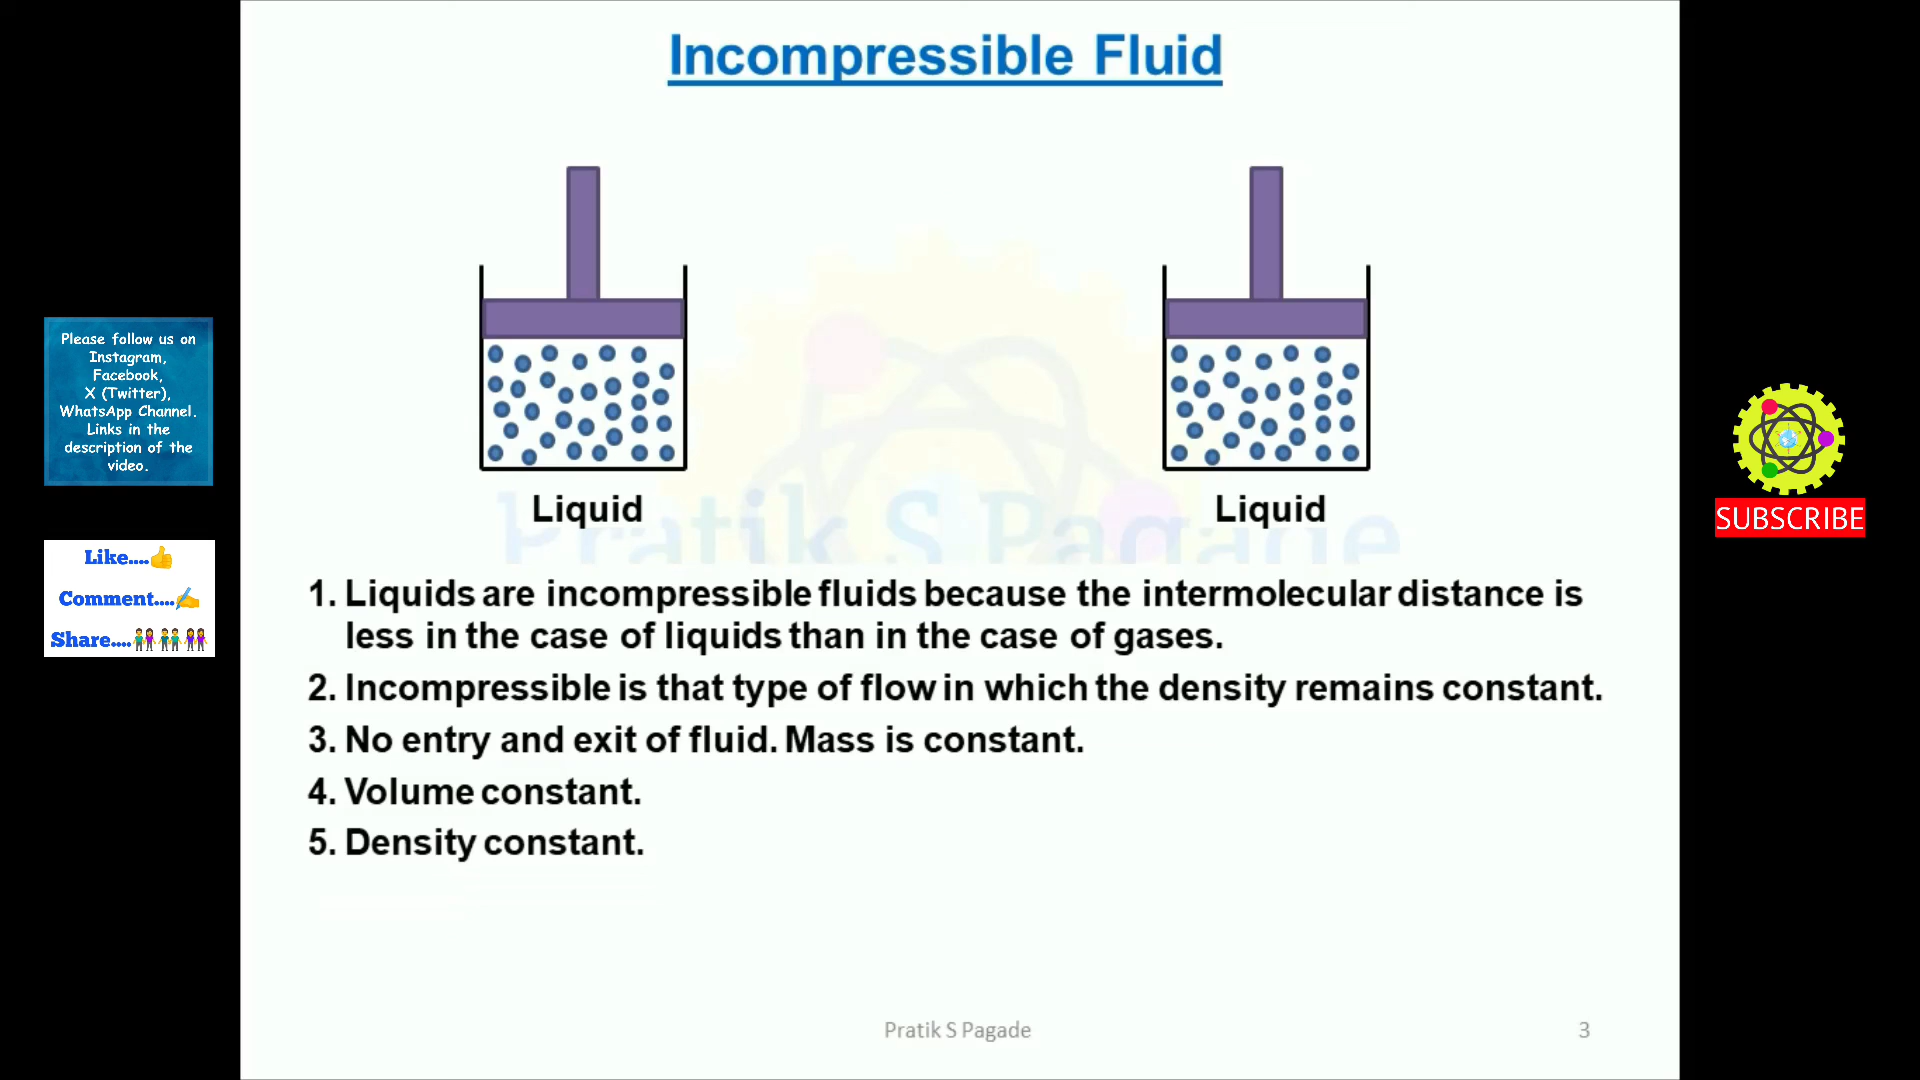 Incompressible Fluid
Please follow us on
Instagram,
Facebook,
X (Twitter),
WhatsApp Channel.
Links in the
description of the
video.
Like....👍
Comment....✍
Share....👫👫👭
SUBSCRIBE
Liquid
Liquid
Pratik S Pagade
1. Liquids are incompressible fluids because the intermolecular distance is
less in the case of liquids than in the case of gases.
2. Incompressible is that type of flow in which the density remains constant.
3. No entry and exit of fluid. Mass is constant.
4. Volume constant.
5. Density constant.
Pratik S Pagade
3